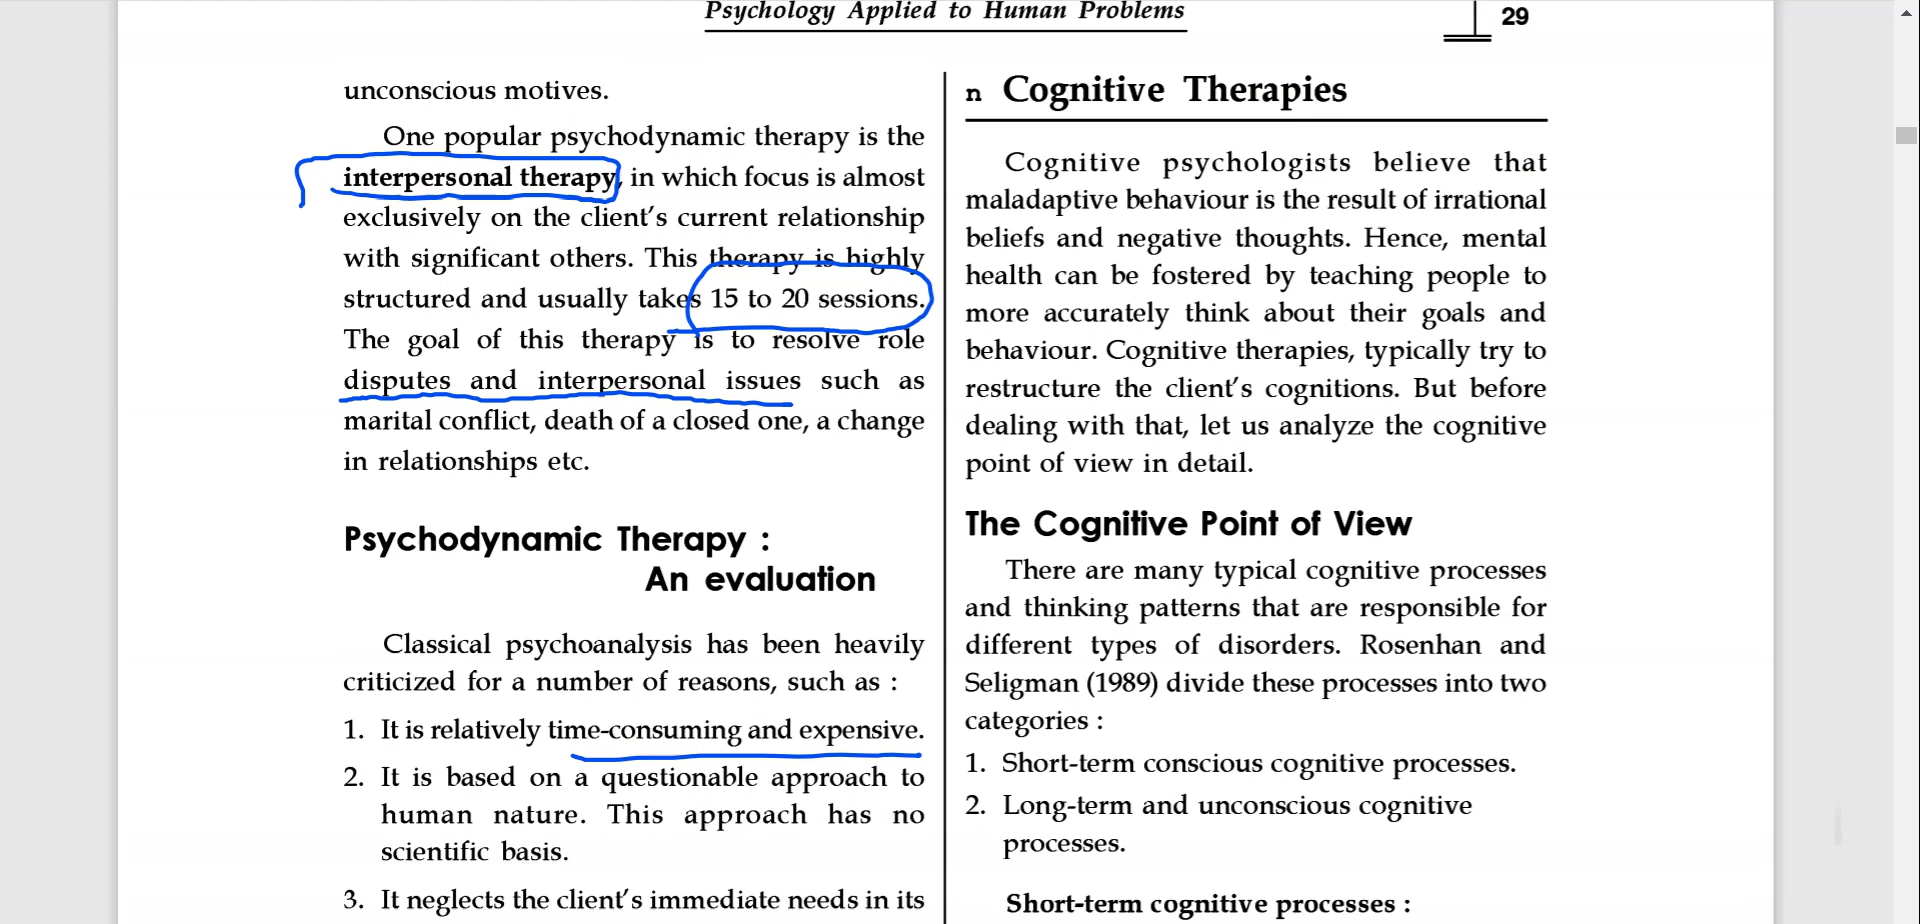 Psychology Applied to Human Problems
29
unconscious motives.
One popular psychodynamic therapy is the
interpersonal therapy, in which focus is almost
exclusively on the client's current relationship
with significant others. This therapy is highly
structured and usually takes 15 to 20 sessions.
The goal of this therapy is to resolve role
disputes and interpersonal issues such as
marital conflict, death of a closed one, a change
in relationships etc.
Psychodynamic Therapy :
An evaluation
Classical psychoanalysis has been heavily
criticized for a number of reasons, such as :
1. It is relatively time-consuming and expensive.
2. It is based on a questionable approach to
human nature. This approach has no
scientific basis.
3. It neglects the client's immediate needs in its
n Cognitive Therapies
Cognitive psychologists believe that
maladaptive behaviour is the result of irrational
beliefs and negative thoughts. Hence, mental
health can be fostered by teaching people to
more accurately think about their goals and
behaviour. Cognitive therapies, typically try to
restructure the client's cognitions. But before
dealing with that, let us analyze the cognitive
point of view in detail.
The Cognitive Point of View
There are many typical cognitive processes
and thinking patterns that are responsible for
different types of disorders. Rosenhan and
Seligman (1989) divide these processes into two
categories :
1. Short-term conscious cognitive processes.
2. Long-term and unconscious cognitive
processes.
Short-term cognitive processes :